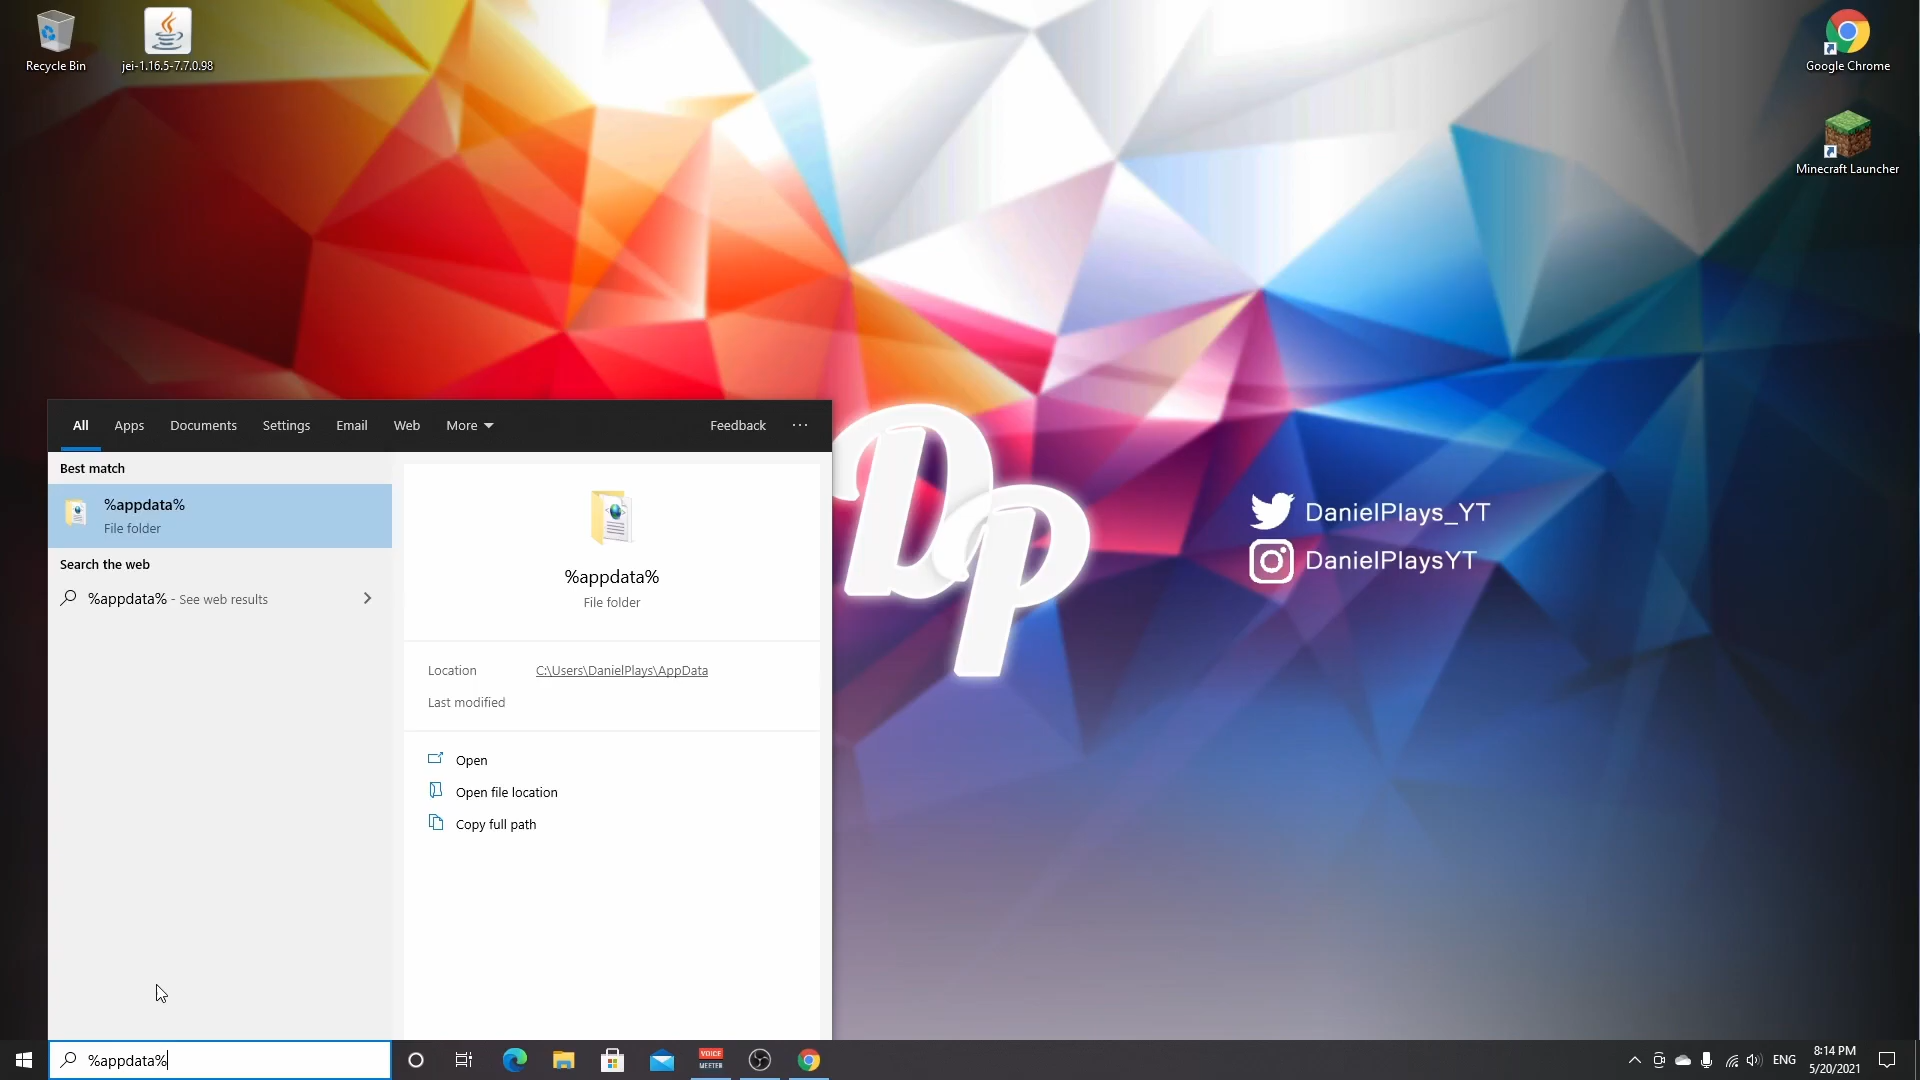 Recycle Bin
jei-1.16.5-7.7.0.98
Google Chrome
Minecraft Launcher
All
Apps
Documents
Settings
Email
Web
More
Feedback
...
Best match
%appdata%
File folder
Search the web
%appdata% - See web results
%appdata%
File folder
Location
C:\Users\DanielPlays\AppData
Last modified
Open
Open file location
Copy full path
DP
DanielPlays_YT
DanielPlaysYT
%appdata%
VOICE
MEETER
ENG
8:14 PM
5/20/2021